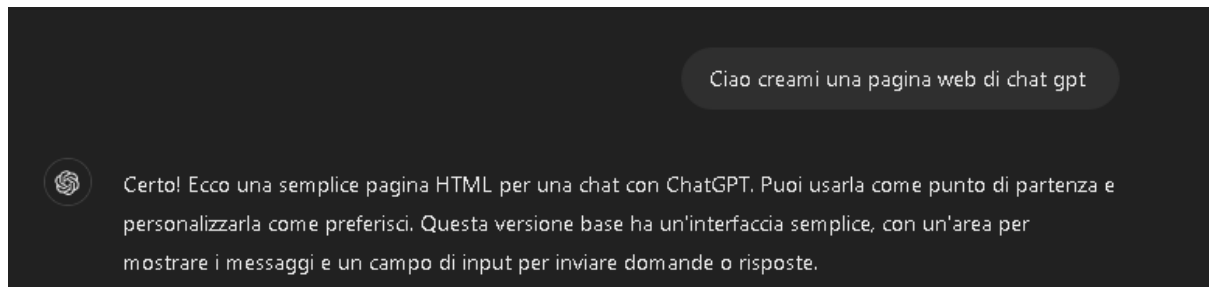 Ciao creami una pagina web di chat gpt
Certo! Ecco una semplice pagina HTML per una chat con ChatGPT. Puoi usarla come punto di partenza e
personalizzarla come preferisci. Questa versione base ha un'interfaccia semplice, con un'area per
mostrare i messaggi e un campo di input per inviare domande o risposte.